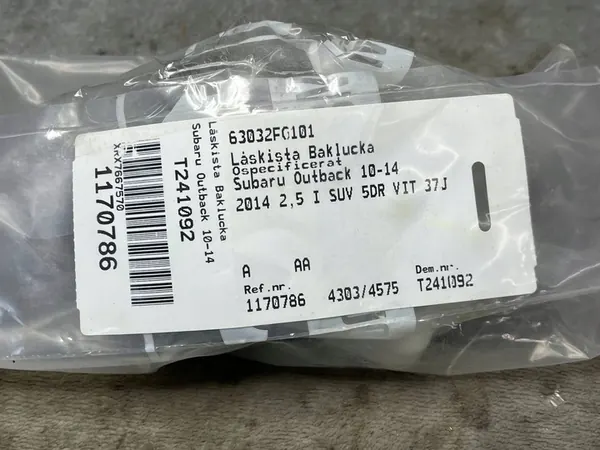 63032FG101
Låskista Baklucka
Ospecificerat
Subaru Outback 10-14
2014 2,5 I SUV 5DR VIT 37J
A AA
Ref.nr.
1170786
4303/4575
Dem.nr.
T241092
Låskista Baklucka
Subaru Outback 10-14
T241092
XnX7667570
1170786